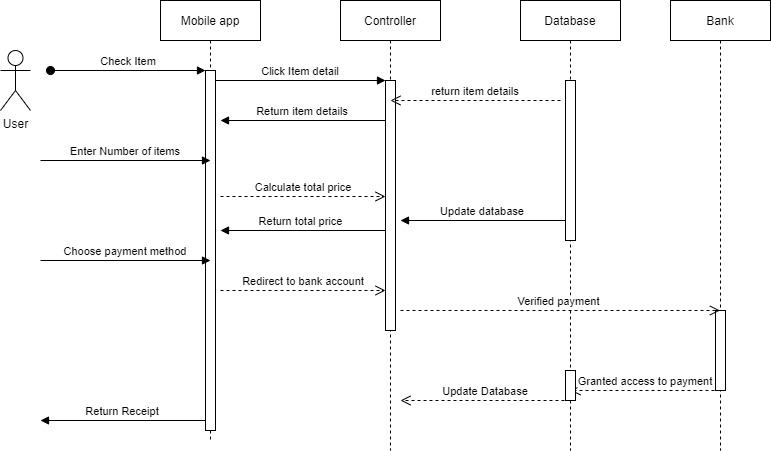 Mobile app
Controller
Database
Bank
Check Item
Click Item detail
return item details
Return item details
User
Enter Number of items
Calculate total price
Update database
Return total price
Choose payment method
Redirect to bank account
Verified payment
Granted access to payment
Update Database
Return Receipt